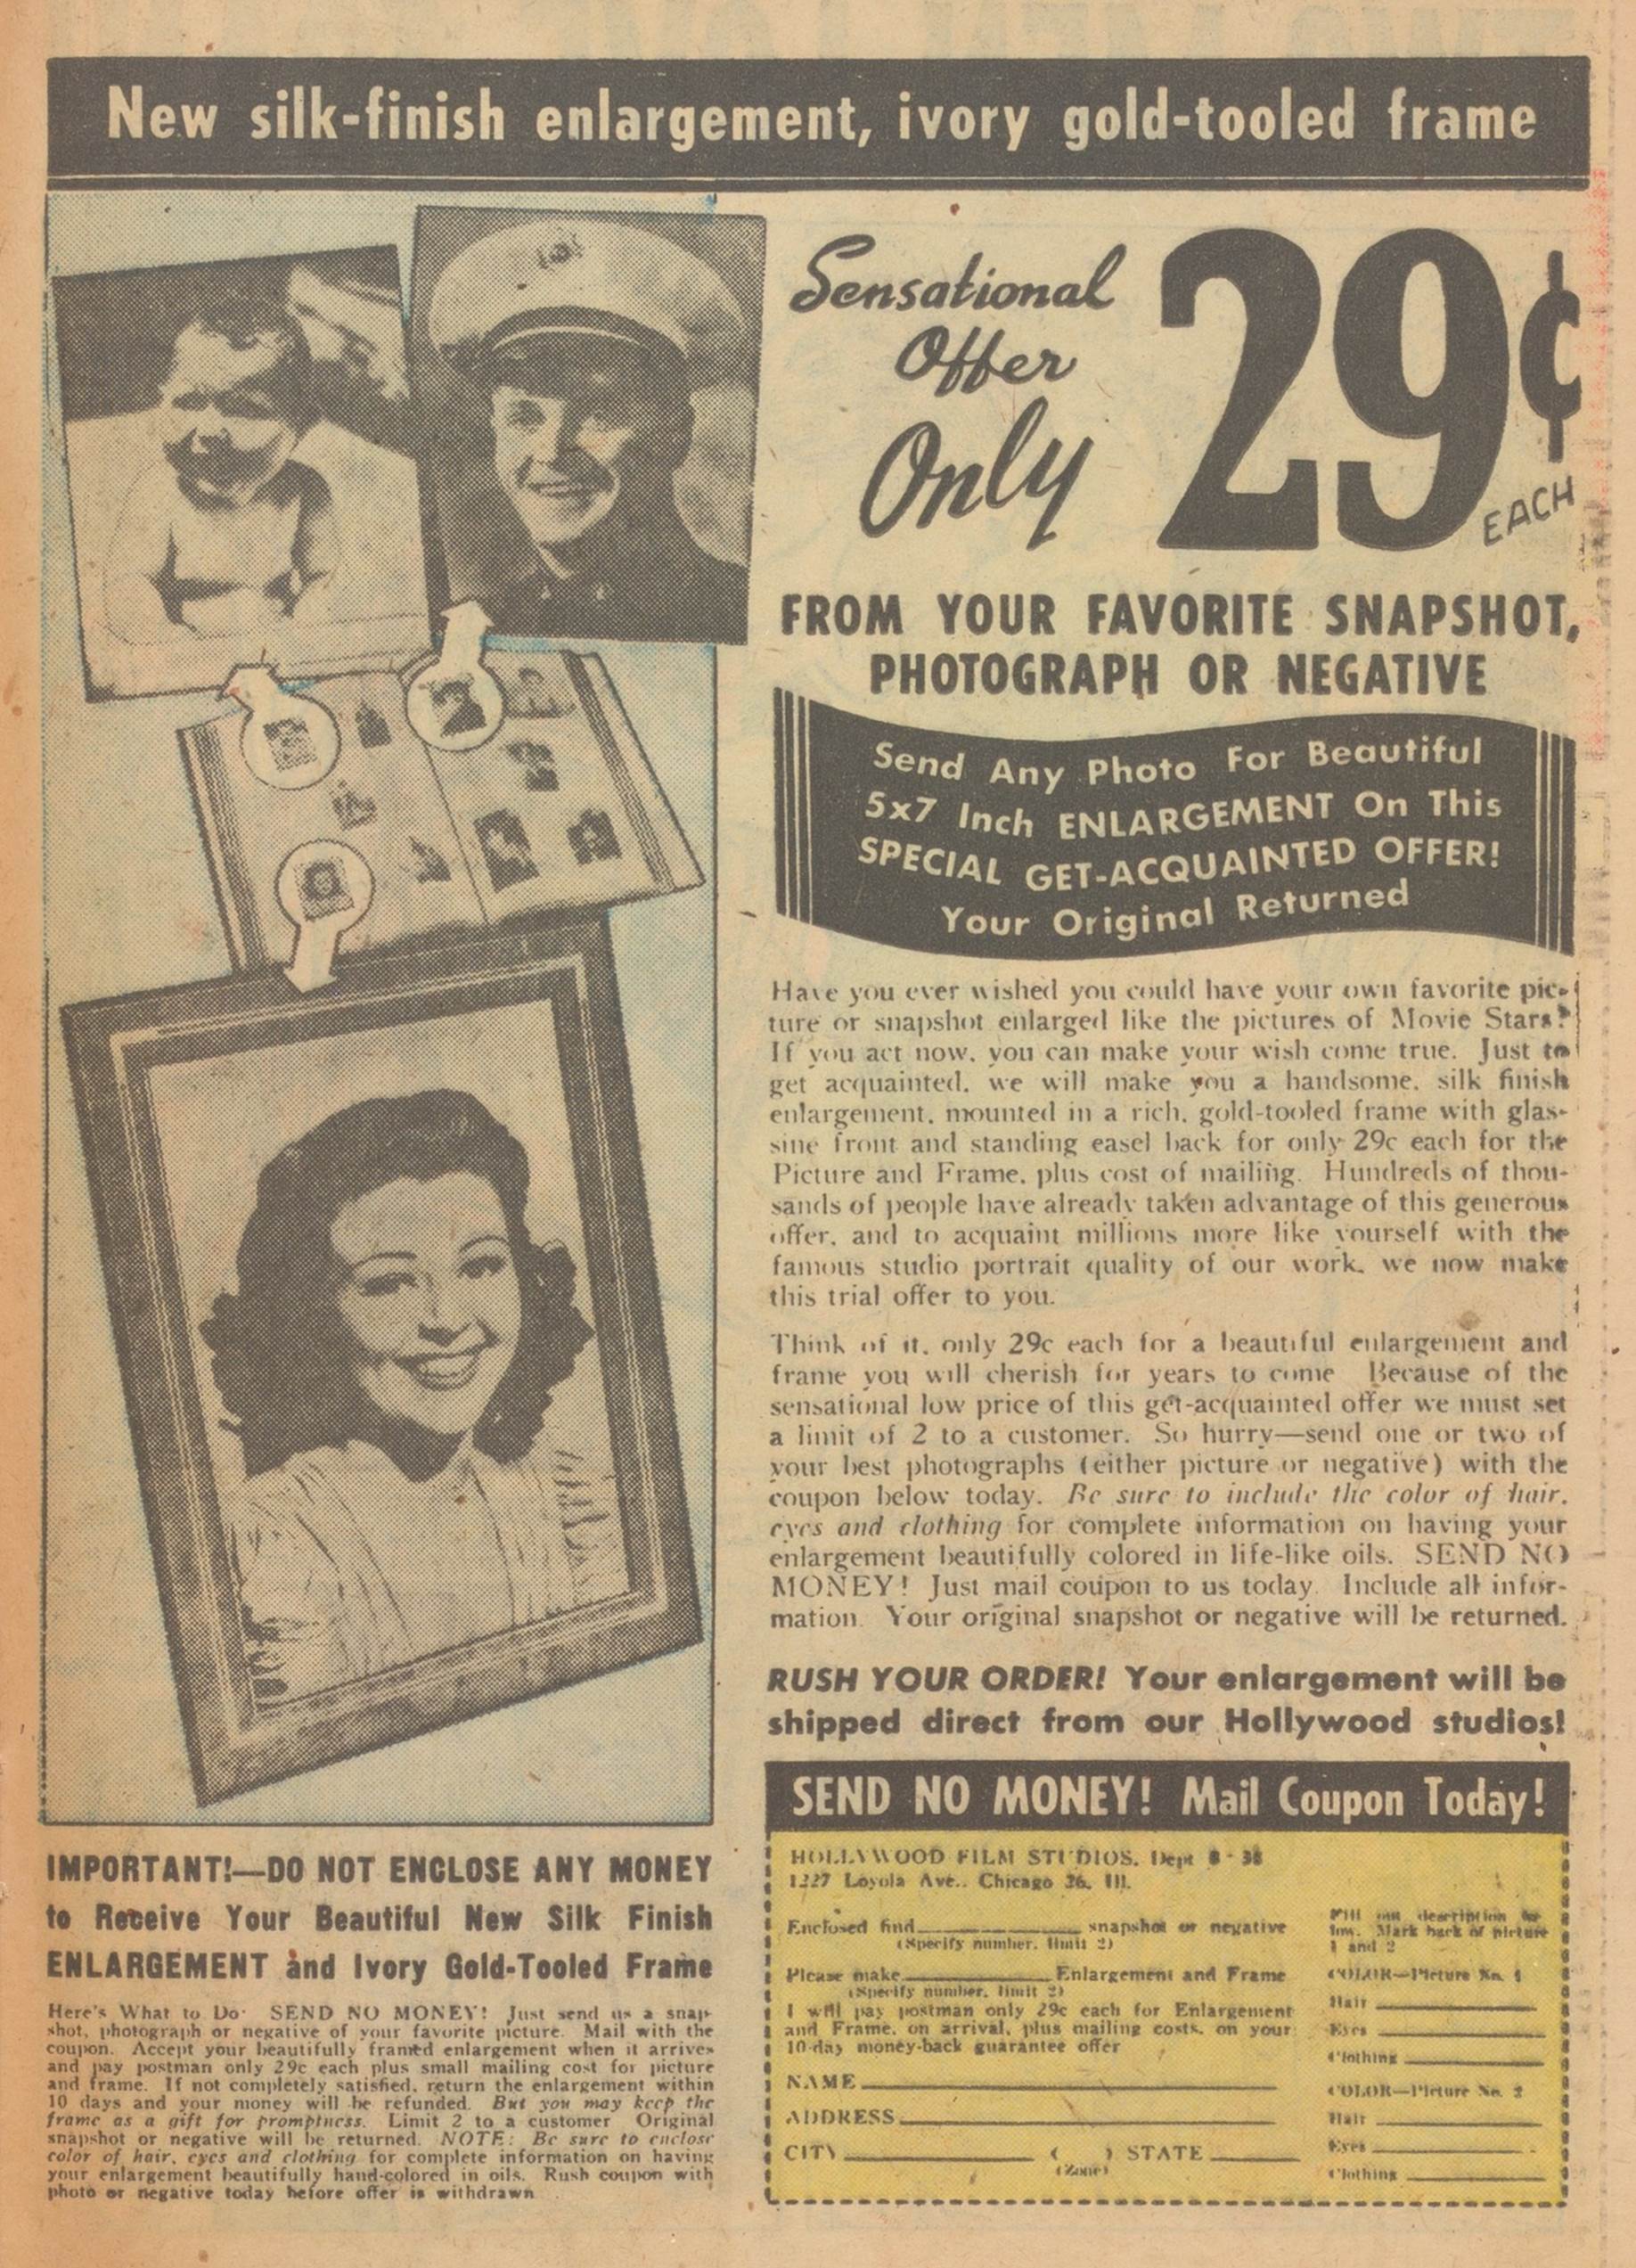 New silk-finish enlargement, ivory gold-tooled frame
Sensational
Offer
Only
29¢
EACH
FROM YOUR FAVORITE SNAPSHOT,
PHOTOGRAPH OR NEGATIVE
Send Any Photo For Beautiful
5x7 Inch ENLARGEMENT On This
SPECIAL GET-ACQUAINTED OFFER!
Your Original Returned
Have you ever wished you could have your own favorite pic-
ture or snapshot enlarged like the pictures of Movie Stars?
If you act now, you can make your wish come true. Just to
get acquainted, we will make you a handsome, silk finish
enlargement, mounted in a rich, gold-tooled frame with glas-
sine front and standing easel back for only 29c each for the
Picture and Frame, plus cost of mailing. Hundreds of thou-
sands of people have already taken advantage of this generous
offer, and to acquaint millions more like yourself with the
famous studio portrait quality of our work, we now make
this trial offer to you.
Think of it, only 29c each for a beautiful enlargement and
frame you will cherish for years to come Because of the
sensational low price of this get-acquainted offer we must set
a limit of 2 to a customer. So hurry—send one or two of
your best photographs (either picture or negative) with the
coupon below today. Be sure to include the color of hair,
eyes and clothing for complete information on having your
enlargement beautifully colored in life-like oils. SEND NO
MONEY! Just mail coupon to us today. Include all infor-
mation. Your original snapshot or negative will be returned.
RUSH YOUR ORDER! Your enlargement will be
shipped direct from our Hollywood studios!
IMPORTANT!—DO NOT ENCLOSE ANY MONEY
to Receive Your Beautiful New Silk Finish
ENLARGEMENT and Ivory Gold-Tooled Frame
Here's What to Do: SEND NO MONEY! Just send us a snap-
shot, photograph or negative of your favorite picture. Mail with the
coupon. Accept your beautifully framed enlargement when it arrives
and pay postman only 29c each plus small mailing cost for picture
and frame. If not completely satisfied, return the enlargement within
10 days and your money will be refunded. But you may keep the
frame as a gift for promptness. Limit 2 to a customer Original
snapshot or negative will be returned. NOTE: Be sure to enclose
color of hair, eyes and clothing for complete information on having
your enlargement beautifully hand-colored in oils. Rush coupon with
photo or negative today before offer is withdrawn
SEND NO MONEY! Mail Coupon Today!
HOLLYWOOD FILM STUDIOS, Dept 8-38
1227 Loyola Ave., Chicago 26, Ill.
Enclosed find snapshot or negative
(Specify number, limit 2)
Please make Enlargement and Frame
(Specify number, limit 2)
I will pay postman only 29c each for Enlargement
and Frame, on arrival, plus mailing costs, on your
10-day money-back guarantee offer
NAME
ADDRESS
CITY ( ) STATE
(Zone)
Fill out description be-
low. Mark back of picture
1 and 2
COLOR—Picture No. 1
Hair
Eyes
Clothing
COLOR—Picture No. 2
Hair
Eyes
Clothing